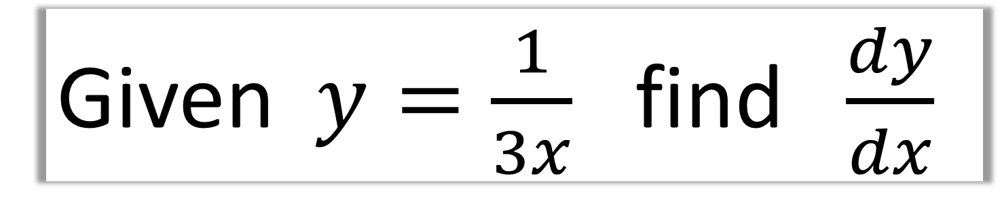 Given y = 1/3x find dy/dx